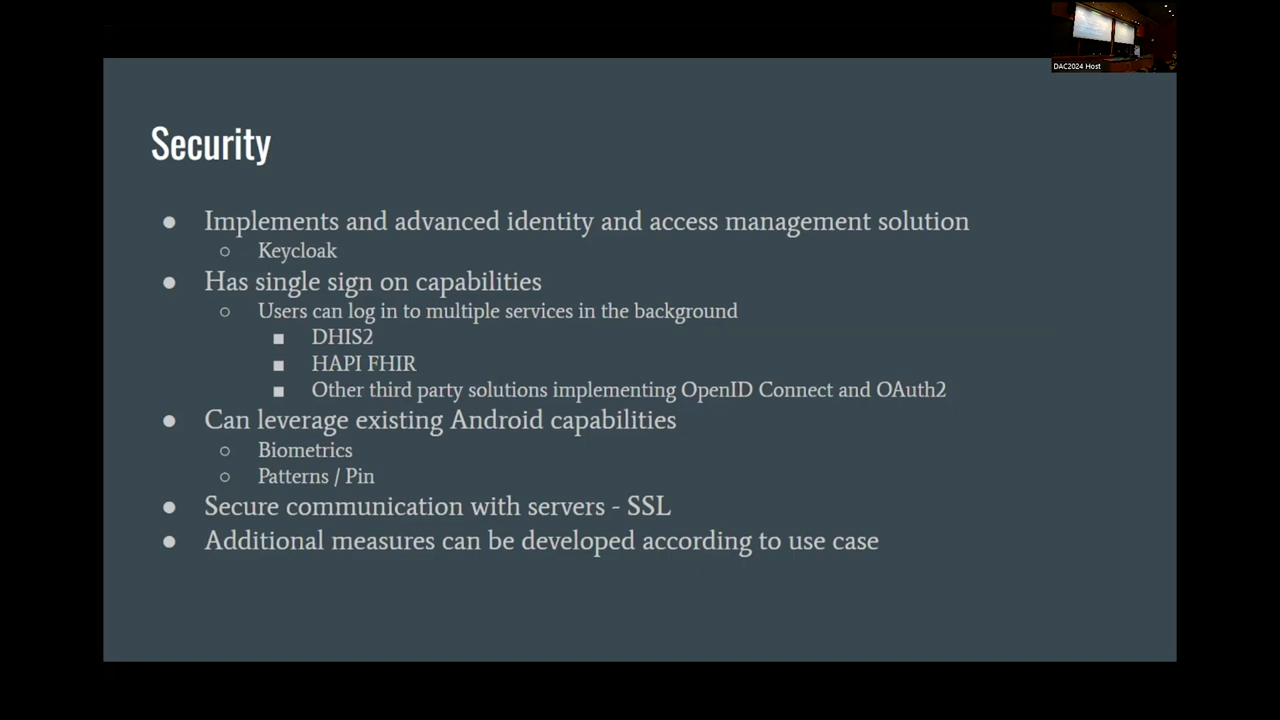 DAC2024 Host
Security
● Implements and advanced identity and access management solution
○ Keycloak
● Has single sign on capabilities
○ Users can log in to multiple services in the background
■ DHIS2
■ HAPI FHIR
■ Other third party solutions implementing OpenID Connect and OAuth2
● Can leverage existing Android capabilities
○ Biometrics
○ Patterns / Pin
● Secure communication with servers - SSL
● Additional measures can be developed according to use case